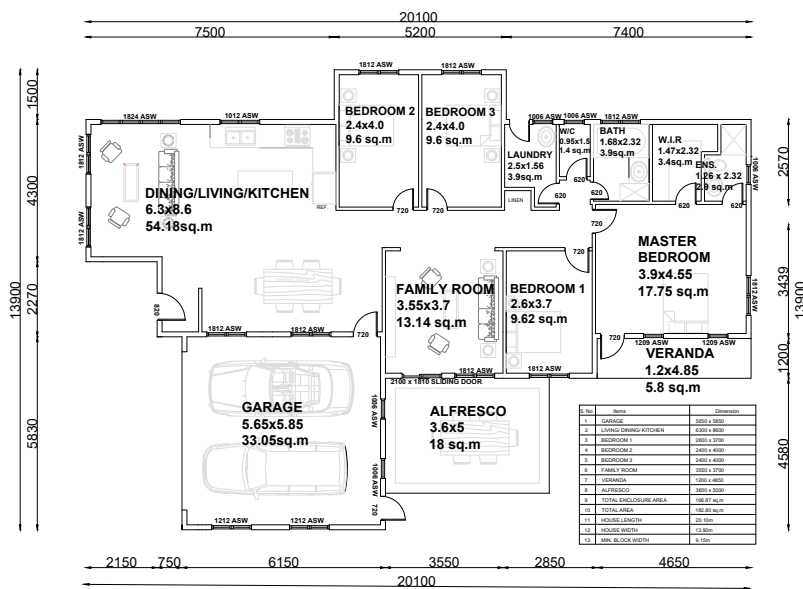 20100
7500
5200
7400
1812 ASW
1812 ASW
1500
4300
2270
13900
5830
1824 ASW
1012 ASW
1006 ASW
1006 ASW
1812 ASW
1812 ASW
1812 ASW
BEDROOM 2
2.4x4.0
9.6 sq.m
BEDROOM 3
2.4x4.0
9.6 sq.m
LAUNDRY
2.5x1.56
3.9sq.m
W/C
0.95x1.5
1.4 sq.m
BATH
1.68x2.32
3.9sq.m
W.I.R
1.47x2.32
3.4sq.m
ENS.
1.26 x 2.32
2.9 sq.m
1006 ASW
2570
DINING/LIVING/KITCHEN
6.3x8.6
54.18sq.m
REF.
LINEN
620
620
620
620
620
720
720
720
MASTER
BEDROOM
3.9x4.55
17.75 sq.m
1812 ASW
3439
13900
FAMILY ROOM
3.55x3.7
13.14 sq.m
BEDROOM 1
2.6x3.7
9.62 sq.m
820
1812 ASW
1812 ASW
720
720
1209 ASW
1209 ASW
VERANDA
1.2x4.85
5.8 sq.m
1200
1812 ASW
1812 ASW
2100 x 1810 SLIDING DOOR
GARAGE
5.65x5.85
33.05sq.m
1006 ASW
1006 ASW
720
ALFRESCO
3.6x5
18 sq.m
4580
1212 ASW
1212 ASW
S. No. Items Dimension
1 GARAGE 5650 x 5850
2 LIVING/ DINING/ KITCHEN 6300 x 8600
3 BEDROOM 1 2600 x 3700
4 BEDROOM 2 2400 x 4000
5 BEDROOM 3 2400 x 4000
6 FAMILY ROOM 3550 x 3700
7 VERANDA 1200 x 4850
8 ALFRESCO 3600 x 5000
9 TOTAL ENCLOSURE AREA 166.87 sq.m
10 TOTAL AREA 182.80 sq.m
11 HOUSE LENGTH 20.10m
12 HOUSE WIDTH 13.90m
13 MIN. BLOCK WIDTH 9.15m
2150
750
6150
3550
2850
4650
20100